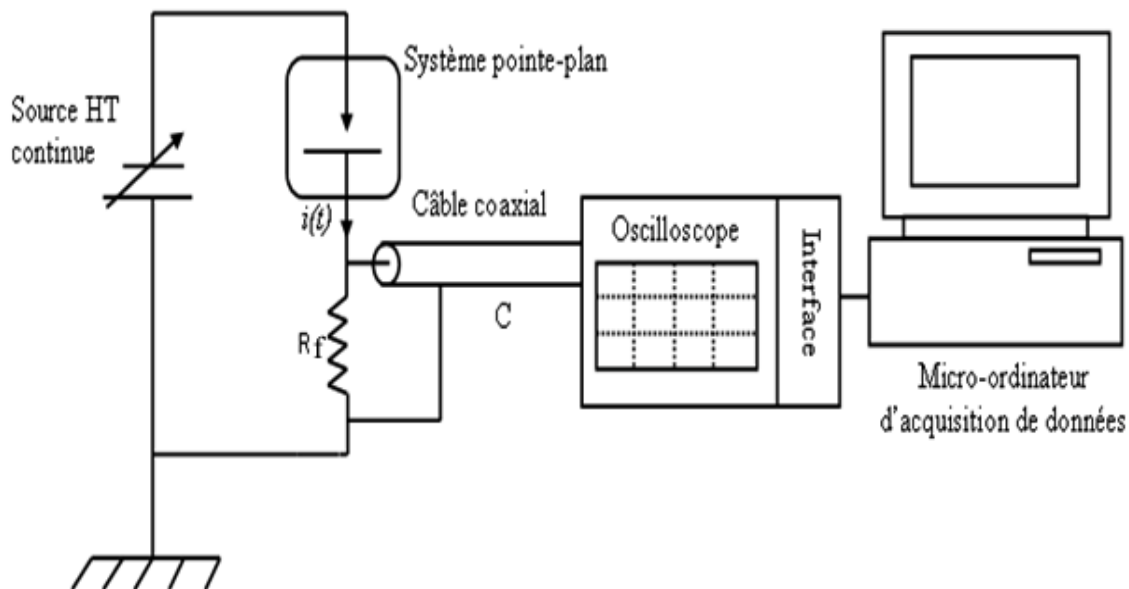 Système pointe-plan
Source HT
continue
i(t)
Câble coaxial
Oscilloscope
Interface
C
Rf
Micro-ordinateur
d'acquisition de données